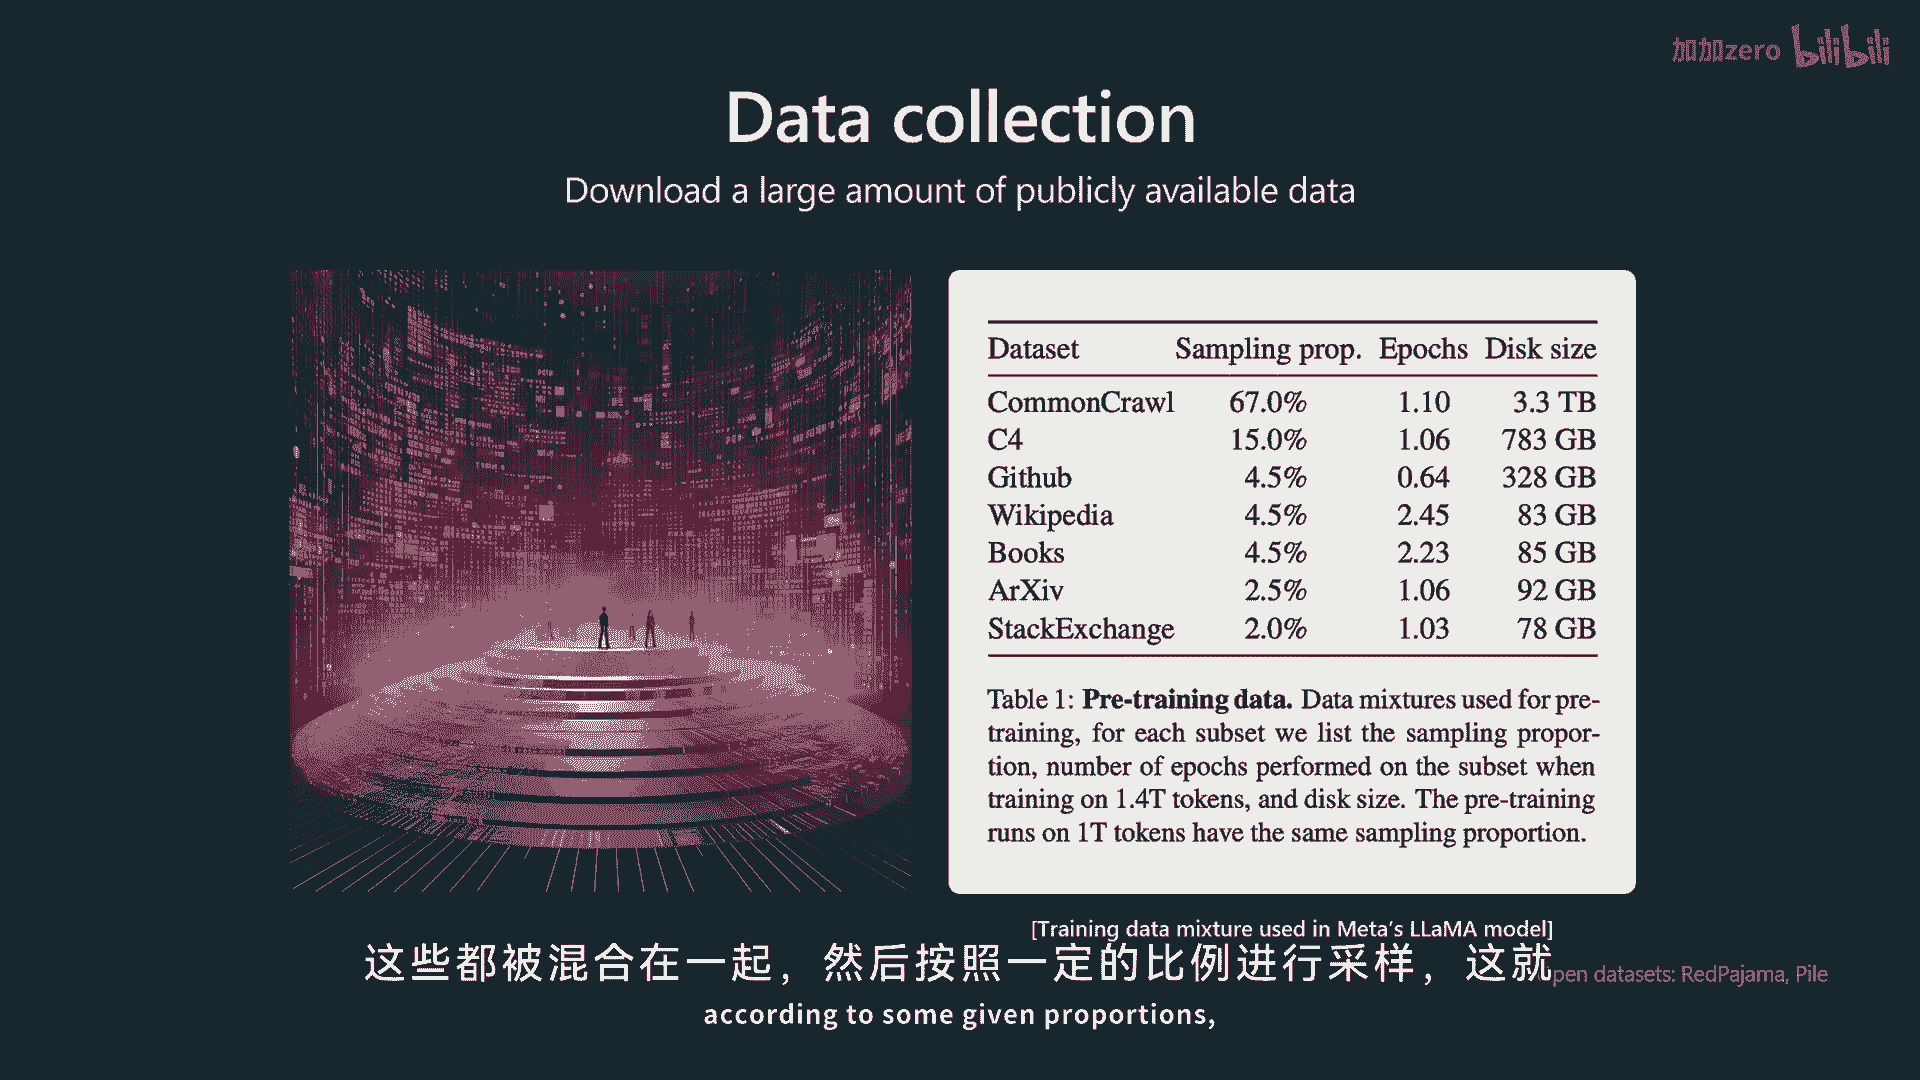 加加zero bilibili
Data collection
Download a large amount of publicly available data
Dataset Sampling prop. Epochs Disk size
CommonCrawl 67.0% 1.10 3.3 TB
C4 15.0% 1.06 783 GB
Github 4.5% 0.64 328 GB
Wikipedia 4.5% 2.45 83 GB
Books 4.5% 2.23 85 GB
ArXiv 2.5% 1.06 92 GB
StackExchange 2.0% 1.03 78 GB
Table 1: Pre-training data. Data mixtures used for pre-
training, for each subset we list the sampling propor-
tion, number of epochs performed on the subset when
training on 1.4T tokens, and disk size. The pre-training
runs on 1T tokens have the same sampling proportion.
[Training data mixture used in Meta's LLaMA model]
这些都被混合在一起，然后按照一定的比例进行采样，这就
pen datasets: RedPajama, Pile
according to some given proportions,